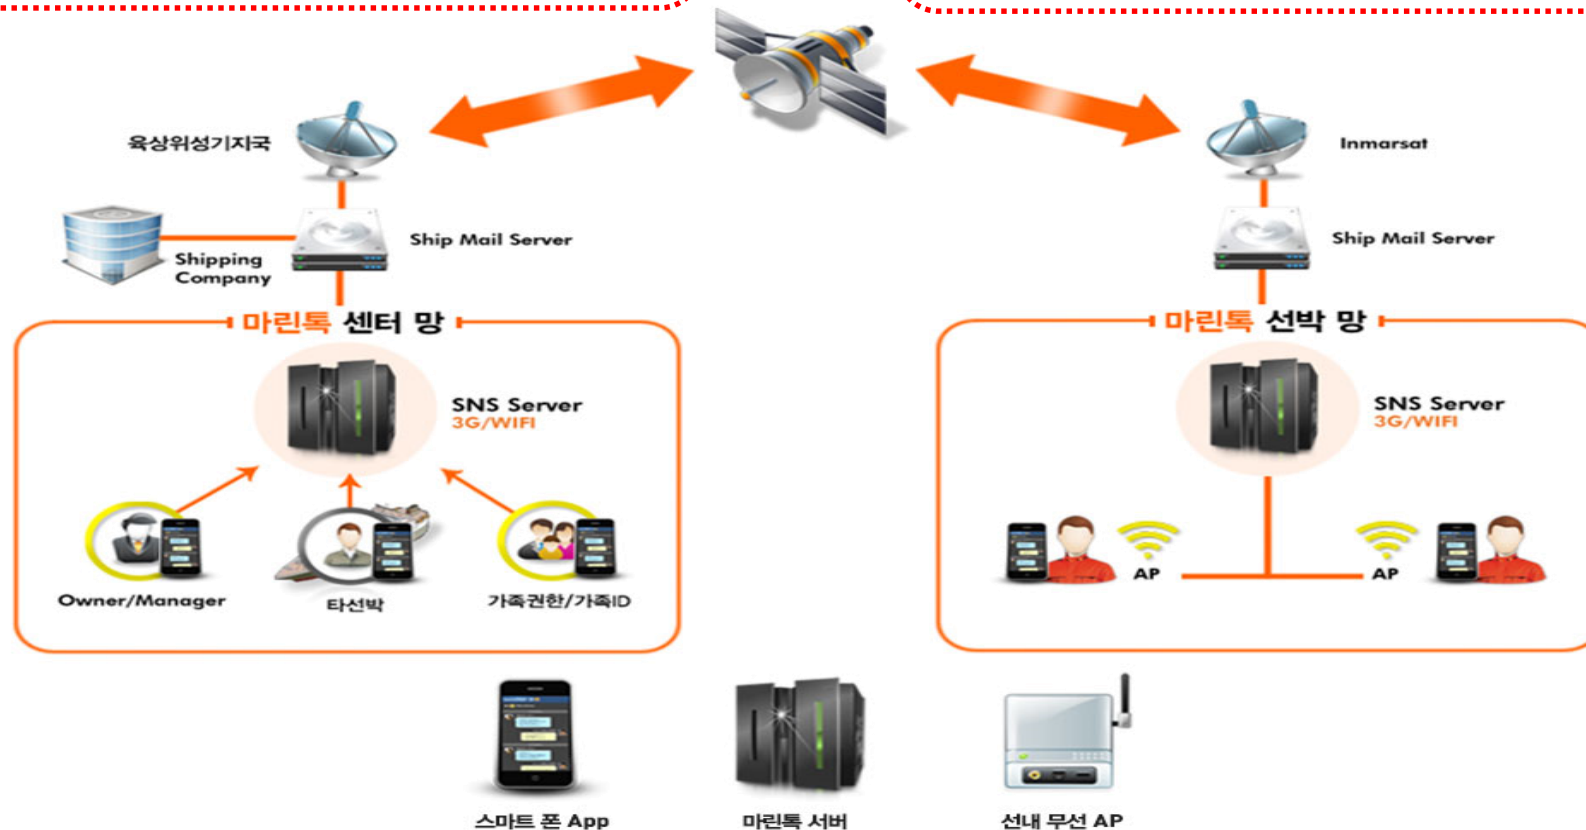 육상위성기지국
Inmarsat
Ship Mail Server
Ship Mail Server
Shipping
Company
마린톡 센터 망
마린톡 선박 망
SNS Server
3G/WIFI
SNS Server
3G/WIFI
AP
AP
Owner/Manager
타선박
가족권한/가족ID
스마트 폰 App
마린톡 서버
선내 무선 AP